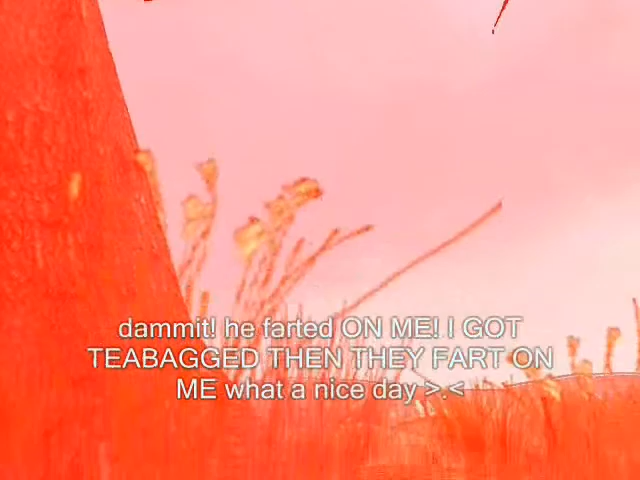 dammit! he farted ON ME! I GOT
TEABAGGED THEN THEY FART ON
ME what a nice day >.<